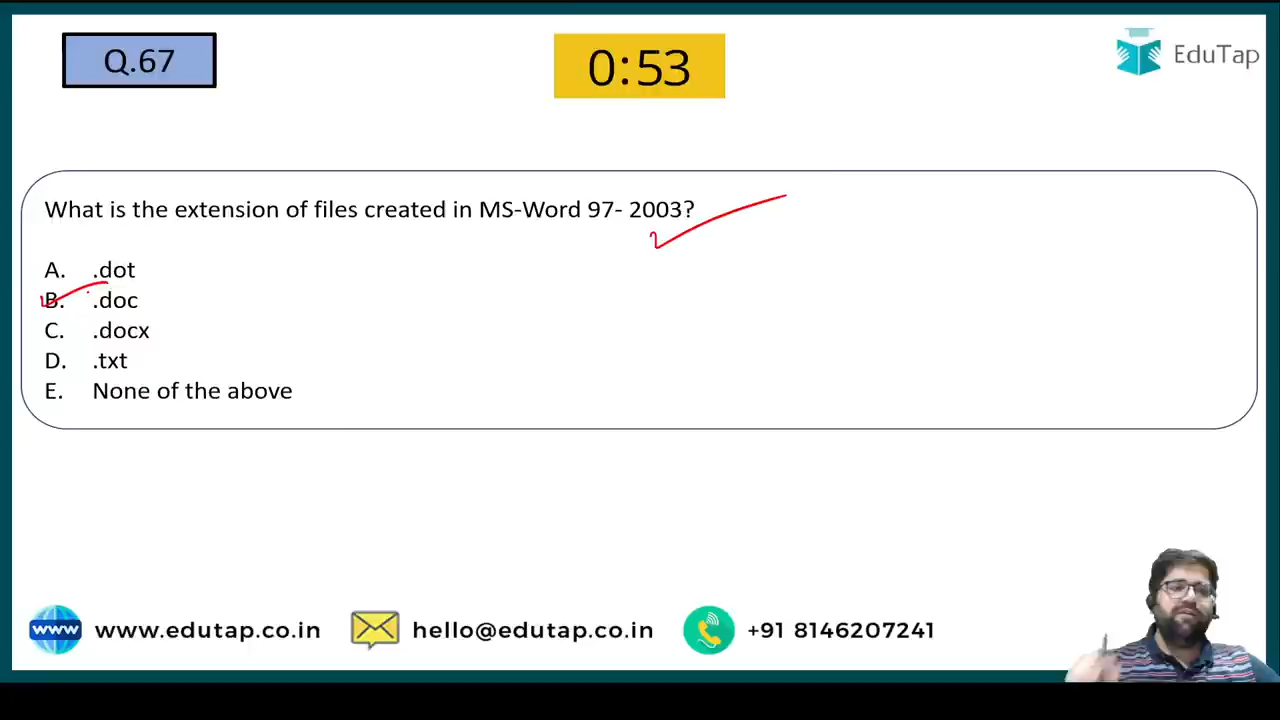 Q.67
0:53
EduTap
What is the extension of files created in MS-Word 97- 2003?
A. .dot
B. .doc
C. .docx
D. .txt
E. None of the above
www www.edutap.co.in hello@edutap.co.in +91 8146207241